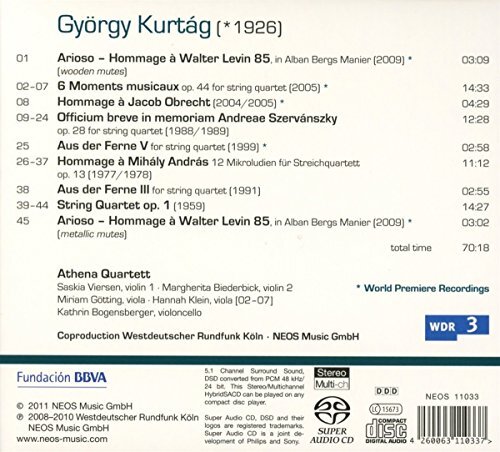 György Kurtág [*1926]
01 Arioso – Hommage à Walter Levin 85, in Alban Bergs Manier (2009) * 03:09
(wooden mutes)
02-07 6 Moments musicaux op. 44 for string quartet (2005) * 14:33
08 Hommage à Jacob Obrecht (2004/2005) * 04:29
09-24 Officium breve in memoriam Andreae Szervánszky 12:28
op. 28 for string quartet (1988/1989)
25 Aus der Ferne V for string quartet (1999) * 02:58
26-37 Hommage à Mihály András 12 Mikroludien für Streichquartett 11:12
op. 13 (1977/1978)
38 Aus der Ferne III for string quartet (1991) 02:55
39-44 String Quartet op. 1 (1959) 14:27
45 Arioso – Hommage à Walter Levin 85, in Alban Bergs Manier (2009) * 03:02
(metallic mutes)
total time 70:18
Athena Quartett
Saskia Viersen, violin 1 · Margherita Biederbick, violin 2
Miriam Götting, viola · Hannah Klein, viola [02-07]
Kathrin Bogensberger, violoncello
* World Premiere Recordings
Coproduction Westdeutscher Rundfunk Köln · NEOS Music GmbH
WDR 3
Fundación BBVA
© 2011 NEOS Music GmbH
℗ 2008–2010 Westdeutscher Rundfunk Köln
/ NEOS Music GmbH
www.neos-music.com
5.1 Channel Surround Sound,
DSD converted from PCM 48 kHz/
24 bit. This Stereo/Multichannel
HybridSACD can be played on any
compact disc player.
Super Audio CD, DSD and their
logos are registered trademarks.
Super Audio CD is a joint devel-
opment of Philips and Sony.
Stereo
Multi-ch
SUPER AUDIO CD
DDD
LC 15673
COMPACT
disc
DIGITAL AUDIO
NEOS 11033
4 260063 110337